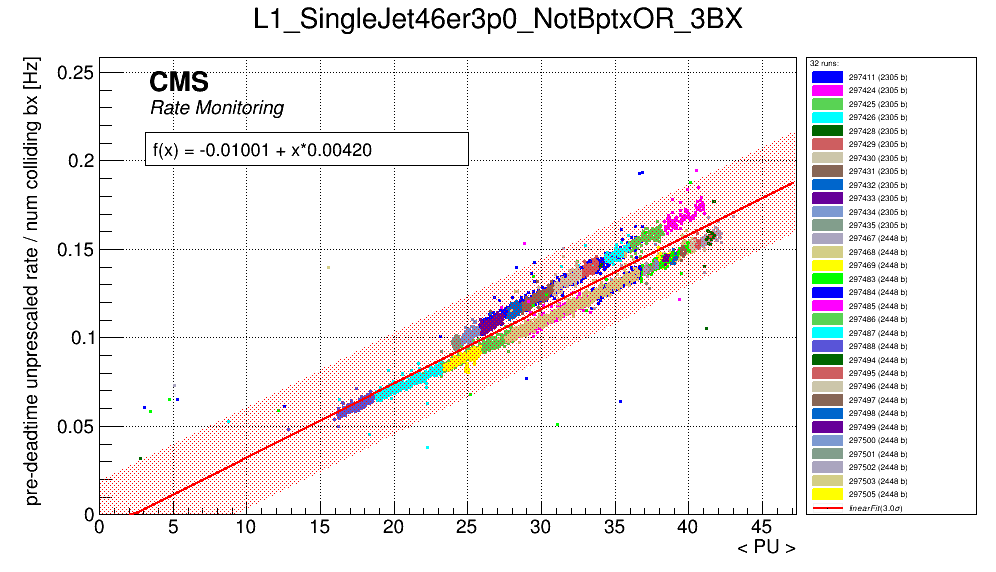 L1_SingleJet46er3p0_NotBptxOR_3BX
pre-deadtime unprescaled rate / num colliding bx [Hz]
0.25
0.2
0.15
0.1
0.05
0
CMS
Rate Monitoring
f(x) = -0.01001 + x*0.00420
0 5 10 15 20 25 30 35 40 45
< PU >
32 runs:
297411 (2305 b)
297424 (2305 b)
297425 (2305 b)
297426 (2305 b)
297428 (2305 b)
297429 (2305 b)
297430 (2305 b)
297431 (2305 b)
297432 (2305 b)
297433 (2305 b)
297434 (2305 b)
297435 (2305 b)
297467 (2448 b)
297468 (2448 b)
297469 (2448 b)
297483 (2448 b)
297484 (2448 b)
297485 (2448 b)
297486 (2448 b)
297487 (2448 b)
297488 (2448 b)
297494 (2448 b)
297495 (2448 b)
297496 (2448 b)
297497 (2448 b)
297498 (2448 b)
297499 (2448 b)
297500 (2448 b)
297501 (2448 b)
297502 (2448 b)
297503 (2448 b)
297505 (2448 b)
linearFit(3.0σ)